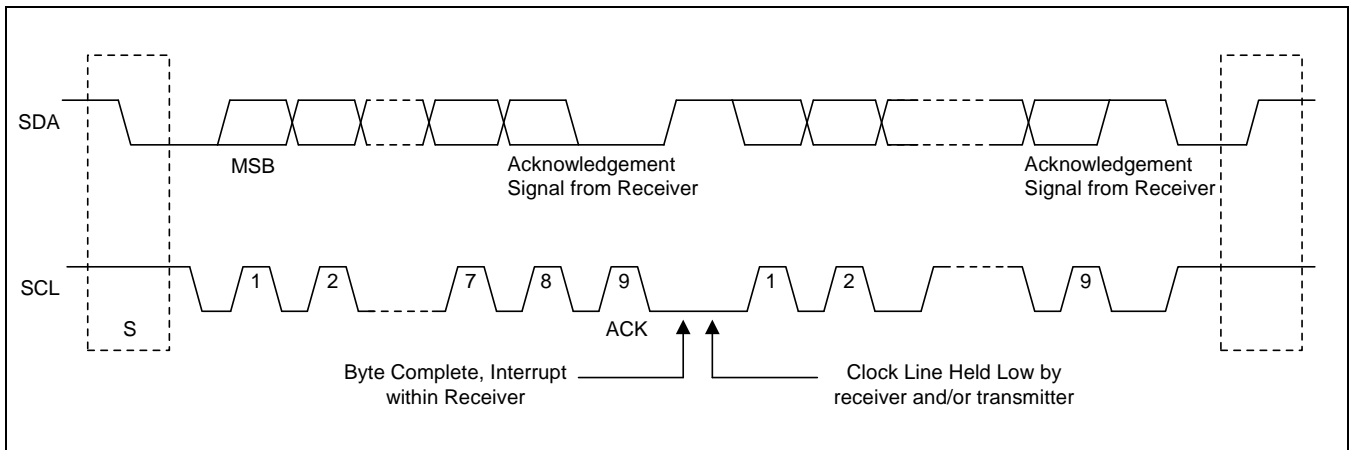 SDA
MSB
Acknowledgement
Signal from Receiver
Acknowledgement
Signal from Receiver
SCL
1
2
7
8
9
1
2
9
S
ACK
Byte Complete, Interrupt
within Receiver
Clock Line Held Low by
receiver and/or transmitter